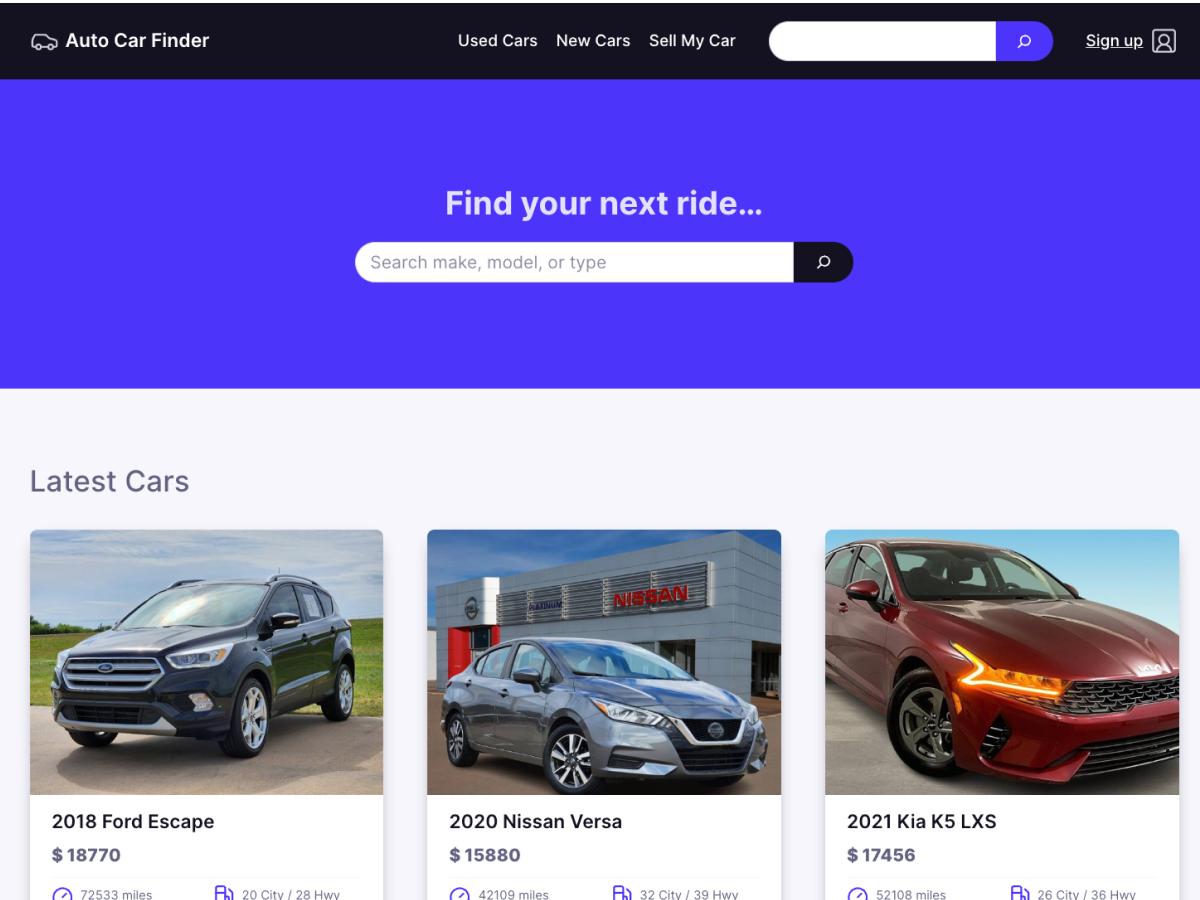 Auto Car Finder
Used Cars New Cars Sell My Car
Sign up
Find your next ride...
Search make, model, or type
Latest Cars
PLATINUM
NISSAN
2018 Ford Escape
$ 18770
72533 miles
20 City / 28 Hwy
2020 Nissan Versa
$ 15880
42109 miles
32 City / 39 Hwy
2021 Kia K5 LXS
$ 17456
52108 miles
26 City / 36 Hwy